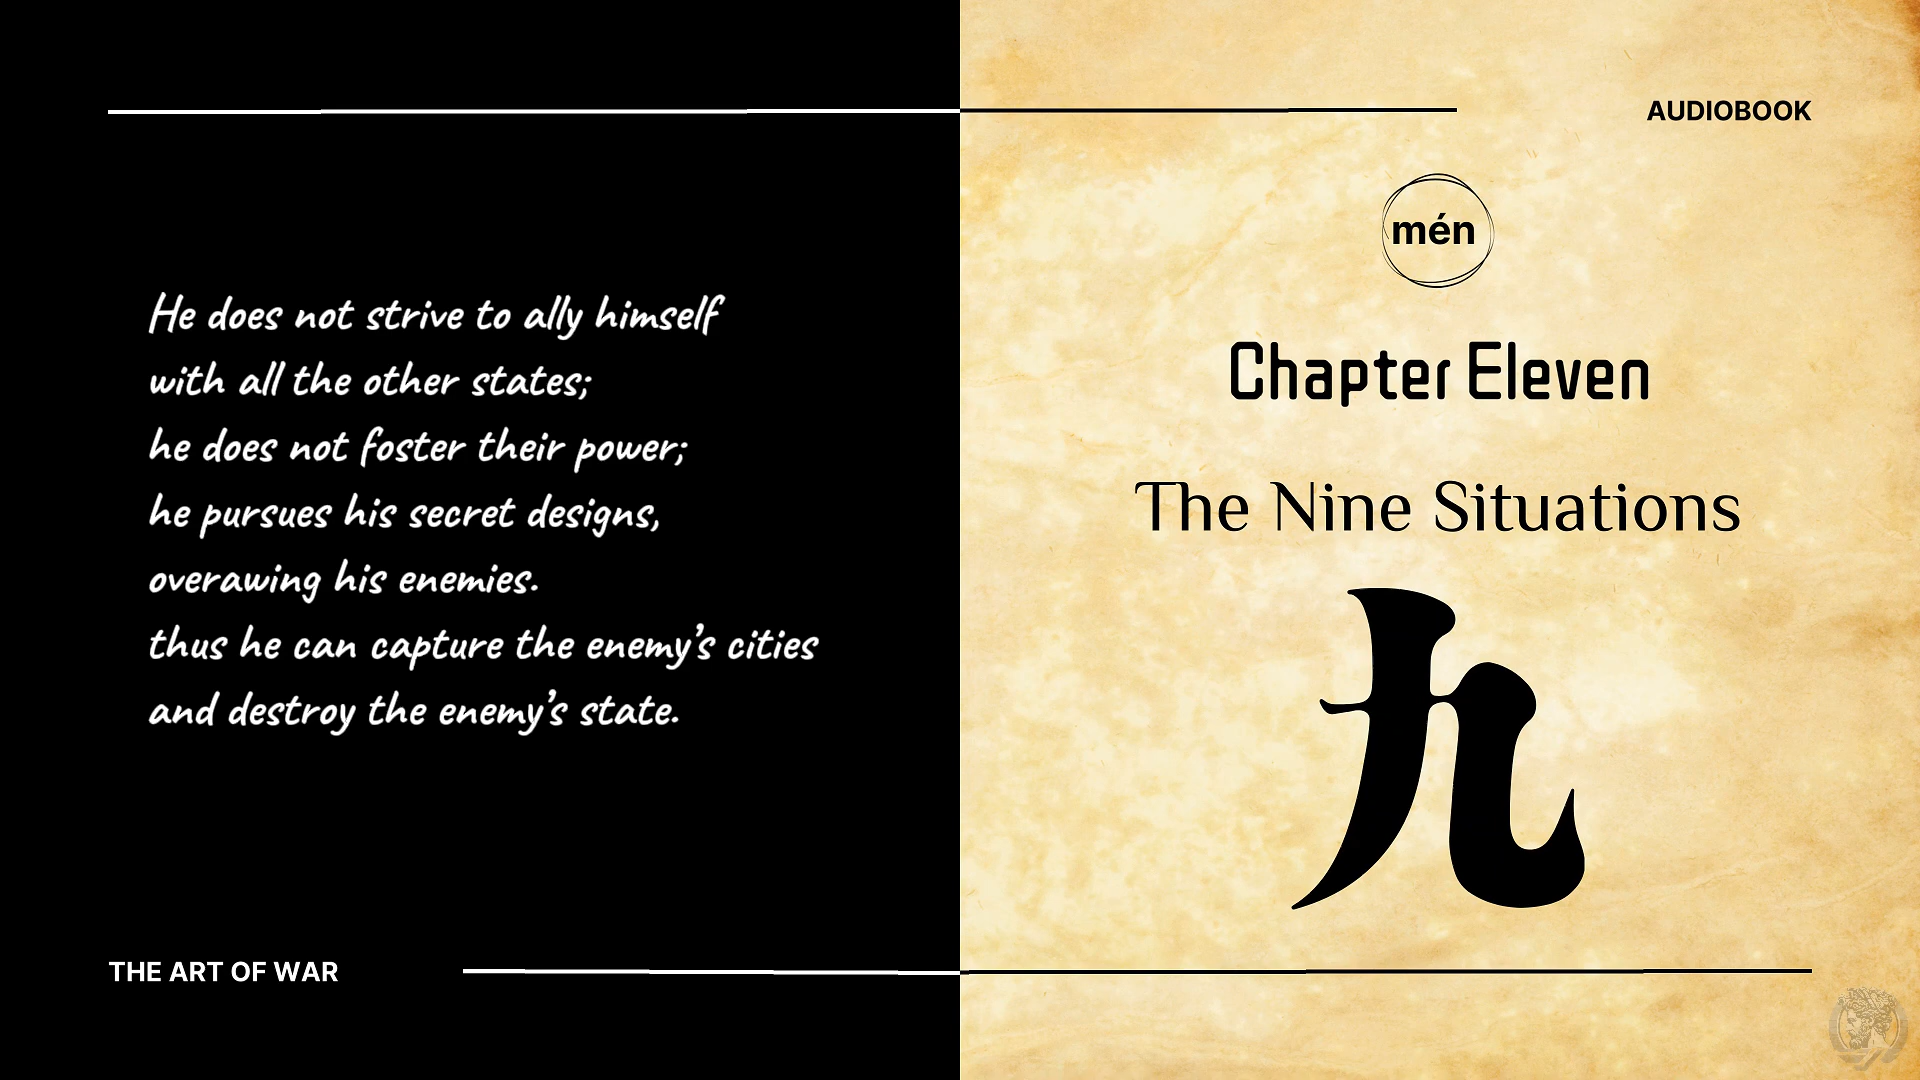 He does not strive to ally himself
with all the other states;
he does not foster their power;
he pursues his secret designs,
overawing his enemies.
thus he can capture the enemy’s cities
and destroy the enemy’s state.
THE ART OF WAR
AUDIOBOOK
mén
Chapter Eleven
The Nine Situations
九